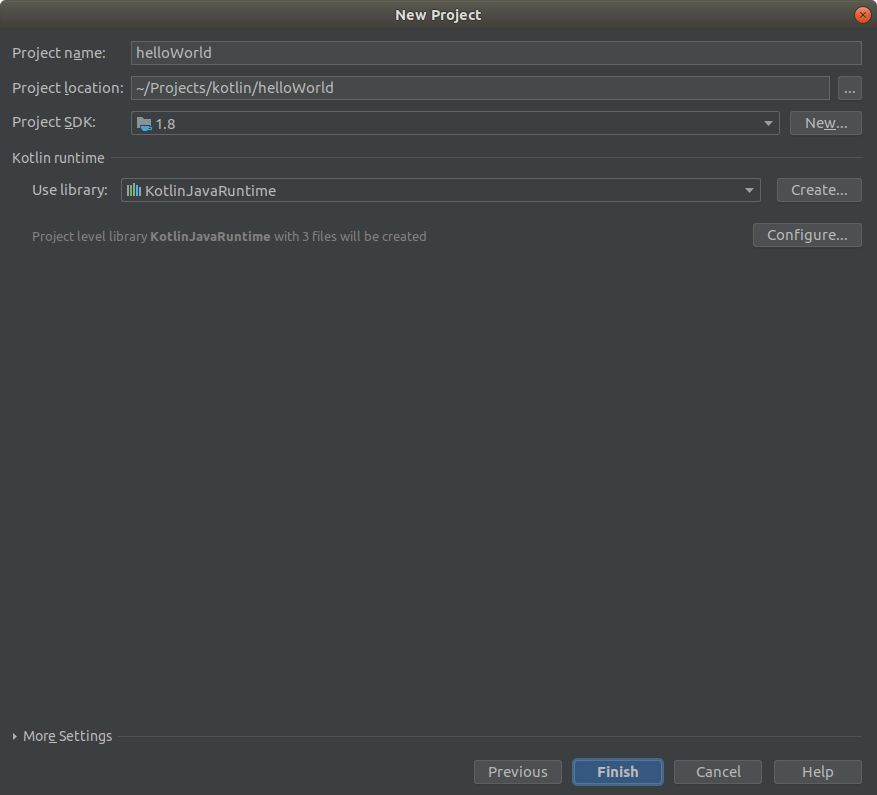 New Project
Project name: helloWorld
Project location: ~/Projects/kotlin/helloWorld ...
Project SDK: 1.8 New...
Kotlin runtime
Use library: KotlinJavaRuntime Create...
Project level library KotlinJavaRuntime with 3 files will be created Configure...
More Settings
Previous Finish Cancel Help